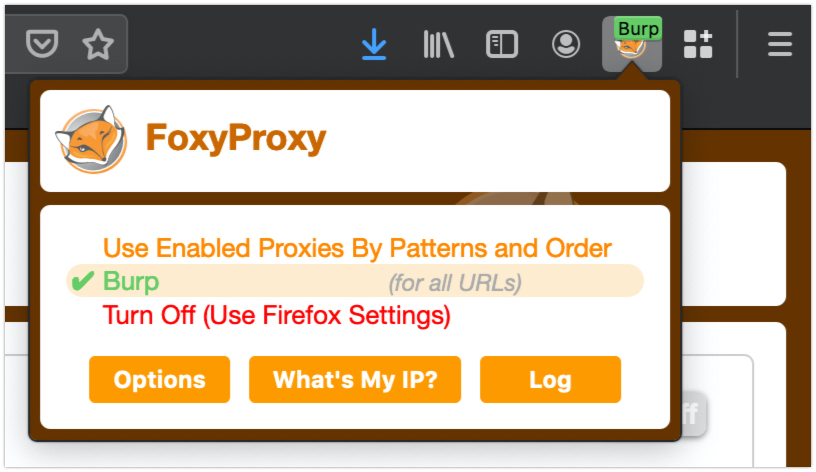 Burp
FoxyProxy
Use Enabled Proxies By Patterns and Order
✔ Burp (for all URLs)
Turn Off (Use Firefox Settings)
Options What's My IP? Log